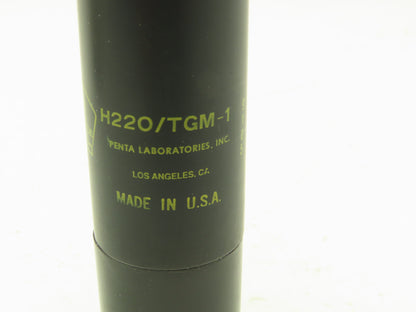 H220/TGM-1
PENTA LABORATORIES, INC.
LOS ANGELES, CA
MADE IN U.S.A.